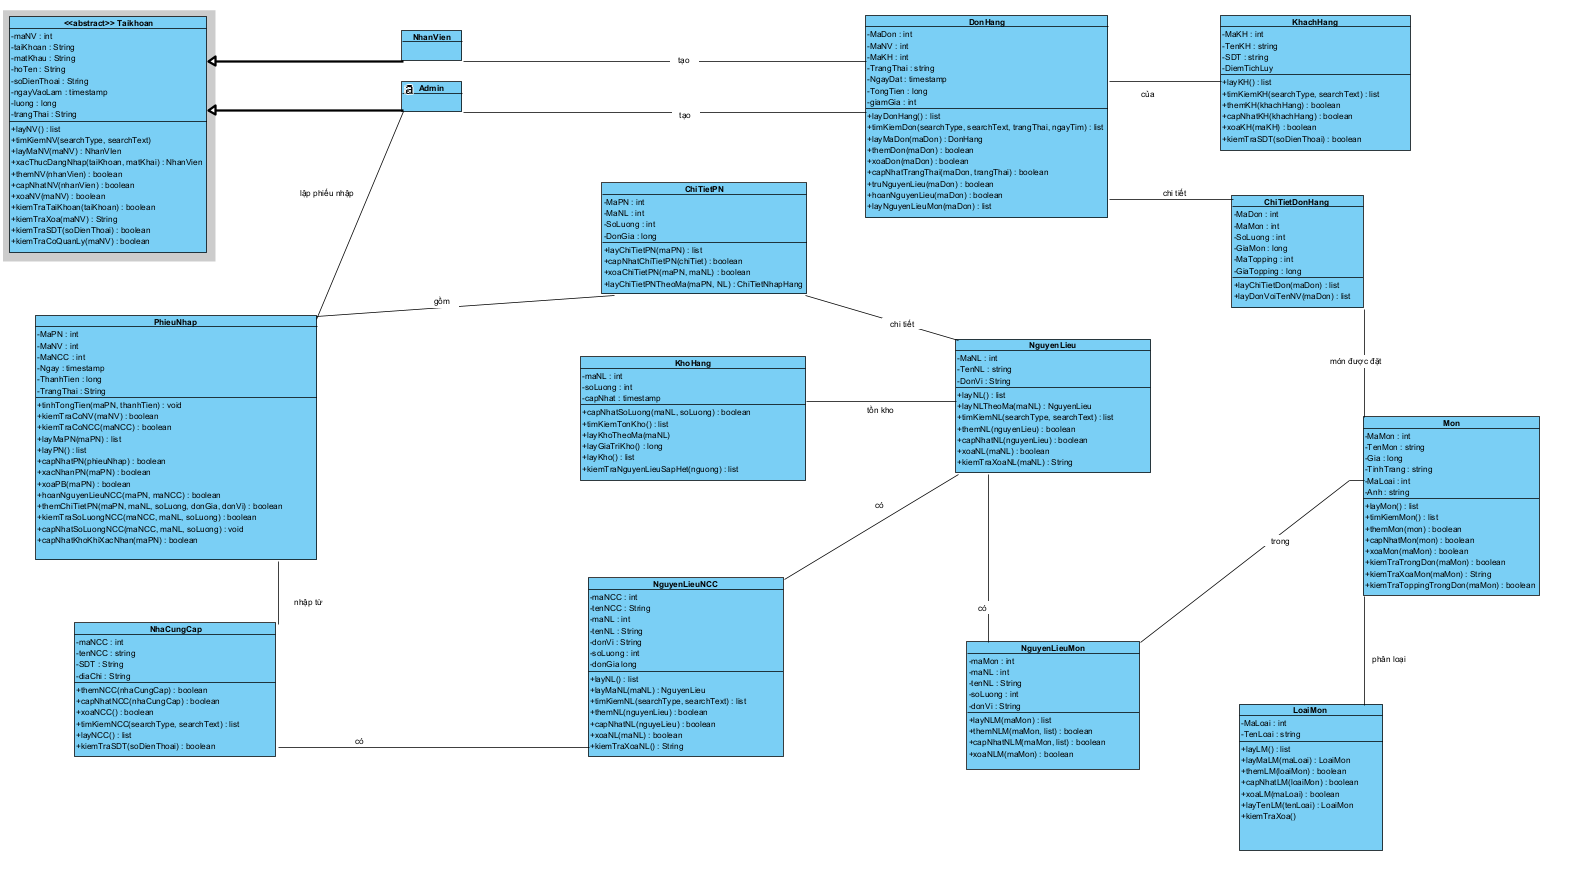 <<abstract>> Taikhoan
-maNV : int
-taiKhoan : String
-matKhau : String
-hoTen : String
-soDienThoai : String
-ngayVaoLam : timestamp
-luong : long
-trangThai : String
+layNV() : list
+timKiemNV(searchType, searchText)
+layMaNV(maNV) : NhanVIen
+xacThucDangNhap(taiKhoan, matKhai) : NhanVien
+themNV(nhanVien) : boolean
+capNhatNV(nhanVien) : boolean
+xoaNV(maNV) : boolean
+kiemTraTaiKhoan(taiKhoan) : boolean
+kiemTraXoa(maNV) : String
+kiemTraSDT(soDienThoai) : boolean
+kiemTraCoQuanLy(maNV) : boolean
NhanVien
a Admin
tạo
tạo
lập phiếu nhập
DonHang
-MaDon : int
-MaNV : int
-MaKH : int
-TrangThai : string
-NgayDat : timestamp
-TongTien : long
-giamGia : int
+layDonHang() : list
+timKiemDon(searchType, searchText, trangThai, ngayTim) : list
+layMaDon(maDon) : DonHang
+themDon(maDon) : boolean
+xoaDon(maDon) : boolean
+capNhatTrangThai(maDon, trangThai) : boolean
+truNguyenLieu(maDon) : boolean
+hoanNguyenLieu(maDon) : boolean
+layNguyenLieuMon(maDon) : list
của
KhachHang
-MaKH : int
-TenKH : string
-SDT : string
-DiemTichLuy
+layKH() : list
+timKiemKH(searchType, searchText) : list
+themKH(khachHang) : boolean
+capNhatKH(khachHang) : boolean
+xoaKH(maKH) : boolean
+kiemTraSDT(soDienThoai) : boolean
chi tiết
ChiTietDonHang
-MaDon : int
-MaMon : int
-SoLuong : int
-GiaMon : long
-MaTopping : int
-GiaTopping : long
+layChiTietDon(maDon) : list
+layDonVoiTenNV(maDon) : list
ChiTietPN
-MaPN : int
-MaNL : int
-SoLuong : int
-DonGia : long
+layChiTietPN(maPN) : list
+capNhatChiTietPN(chiTiet) : boolean
+xoaChiTietPN(maPN, maNL) : boolean
+layChiTietPNTheoMa(maPN, NL) : ChiTietNhapHang
gồm
chi tiết
món được đặt
PhieuNhap
-MaPN : int
-MaNV : int
-MaNCC : int
-Ngay : timestamp
-ThanhTien : long
-TrangThai : String
+tinhTongTien(maPN, thanhTien) : void
+kiemTraCoNV(maNV) : boolean
+kiemTraCoNCC(maNCC) : boolean
+layMaPN(maPN) : list
+layPN() : list
+capNhatPN(phieuNhap) : boolean
+xacNhanPN(maPN) : boolean
+xoaPB(maPN) : boolean
+hoanNguyenLieuNCC(maPN, maNCC) : boolean
+themChiTietPN(maPN, maNL, soLuong, donGia, donVi) : boolean
+kiemTraSoLuongNCC(maNCC, maNL, soLuong) : boolean
+capNhatSoLuongNCC(maNCC, maNL, soLuong) : void
+capNhatKhoKhiXacNhan(maPN) : boolean
KhoHang
-maNL : int
-soLuong : int
-capNhat : timestamp
+capNhatSoLuong(maNL, soLuong) : boolean
+timKiemTonKho() : list
+layKhoTheoMa(maNL)
+layGiaTriKho() : long
+layKho() : list
+kiemTraNguyenLieuSapHet(nguong) : list
tồn kho
NguyenLieu
-MaNL : int
-TenNL : string
-DonVi : String
+layNL() : list
+layNLTheoMa(maNL) : NguyenLieu
+timKiemNL(searchType, searchText) : list
+themNL(nguyenLieu) : boolean
+capNhatNL(nguyenLieu) : boolean
+xoaNL(maNL) : boolean
+kiemTraXoaNL(maNL) : String
Mon
-MaMon : int
-TenMon : string
-Gia : long
-TinhTrang : string
-MaLoai : int
-Anh : string
+layMon() : list
+timKiemMon() : list
+themMon(mon) : boolean
+capNhatMon(mon) : boolean
+xoaMon(maMon) : boolean
+kiemTraTrongDon(maMon) : boolean
+kiemTraXoaMon(maMon) : String
+kiemTraToppingTrongDon(maMon) : boolean
có
trong
có
nhập từ
phân loại
NhaCungCap
-maNCC : int
-tenNCC : string
-SDT : String
-diaChi : String
+themNCC(nhaCungCap) : boolean
+capNhatNCC(nhaCungCap) : boolean
+xoaNCC() : boolean
+timKiemNCC(searchType, searchText) : list
+layNCC() : list
+kiemTraSDT(soDienThoai) : boolean
có
NguyenLieuNCC
-maNCC : int
-tenNCC : String
-maNL : int
-tenNL : String
-donVi : String
-soLuong : int
-donGia long
+layNL() : list
+layMaNL(maNL) : NguyenLieu
+timKiemNL(searchType, searchText) : list
+themNL(nguyenLieu) : boolean
+capNhatNL(nguyeLieu) : boolean
+xoaNL(maNL) : boolean
+kiemTraXoaNL() : String
NguyenLieuMon
-maMon : int
-maNL : int
-tenNL : String
-soLuong : int
-donVi : String
+layNLM(maMon) : list
+themNLM(maMon, list) : boolean
+capNhatNLM(maMon, list) : boolean
+xoaNLM(maMon) : boolean
LoaiMon
-MaLoai : int
-TenLoai : string
+layLM() : list
+layMaLM(maLoai) : LoaiMon
+themLM(loaiMon) : boolean
+capNhatLM(loaiMon) : boolean
+xoaLM(maLoai) : boolean
+layTenLM(tenLoai) : LoaiMon
+kiemTraXoa()